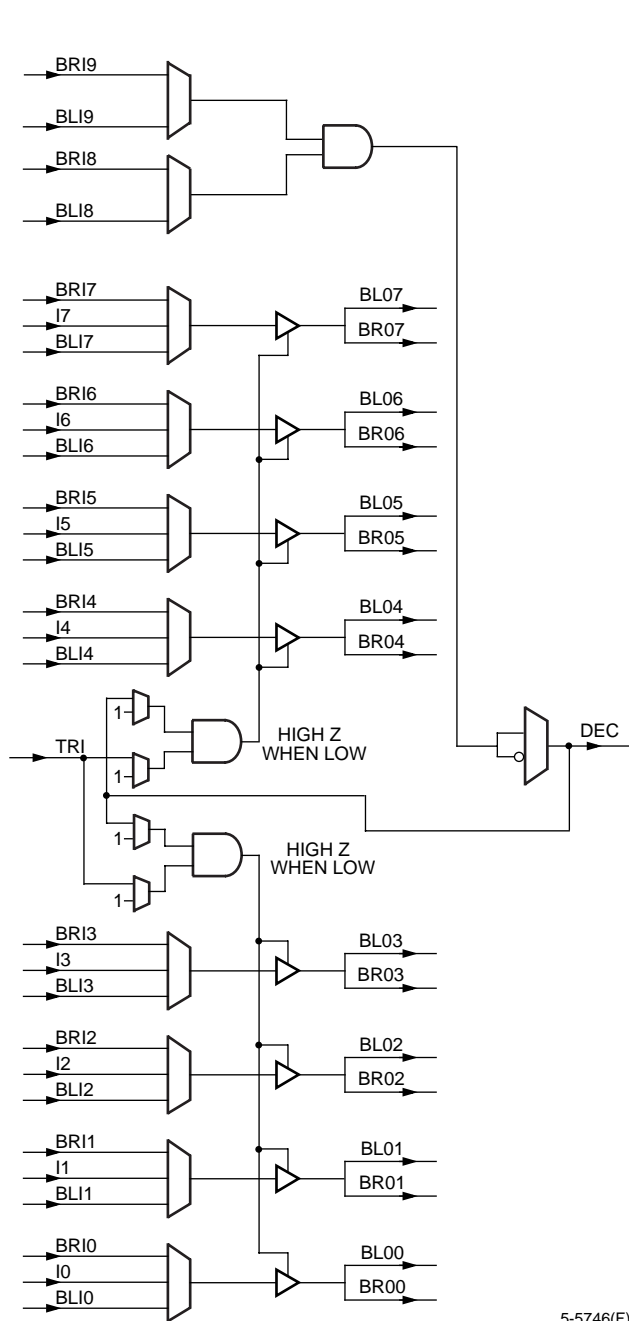 BRI9
BLI9
BRI8
BLI8
BRI7
I7
BLI7
BL07
BR07
BRI6
I6
BLI6
BL06
BR06
BRI5
I5
BLI5
BL05
BR05
BRI4
I4
BLI4
BL04
BR04
1
TRI
1
HIGH Z
WHEN LOW
DEC
1
1
HIGH Z
WHEN LOW
BRI3
I3
BLI3
BL03
BR03
BRI2
I2
BLI2
BL02
BR02
BRI1
I1
BLI1
BL01
BR01
BRI0
I0
BLI0
BL00
BR00
5-5746(F)